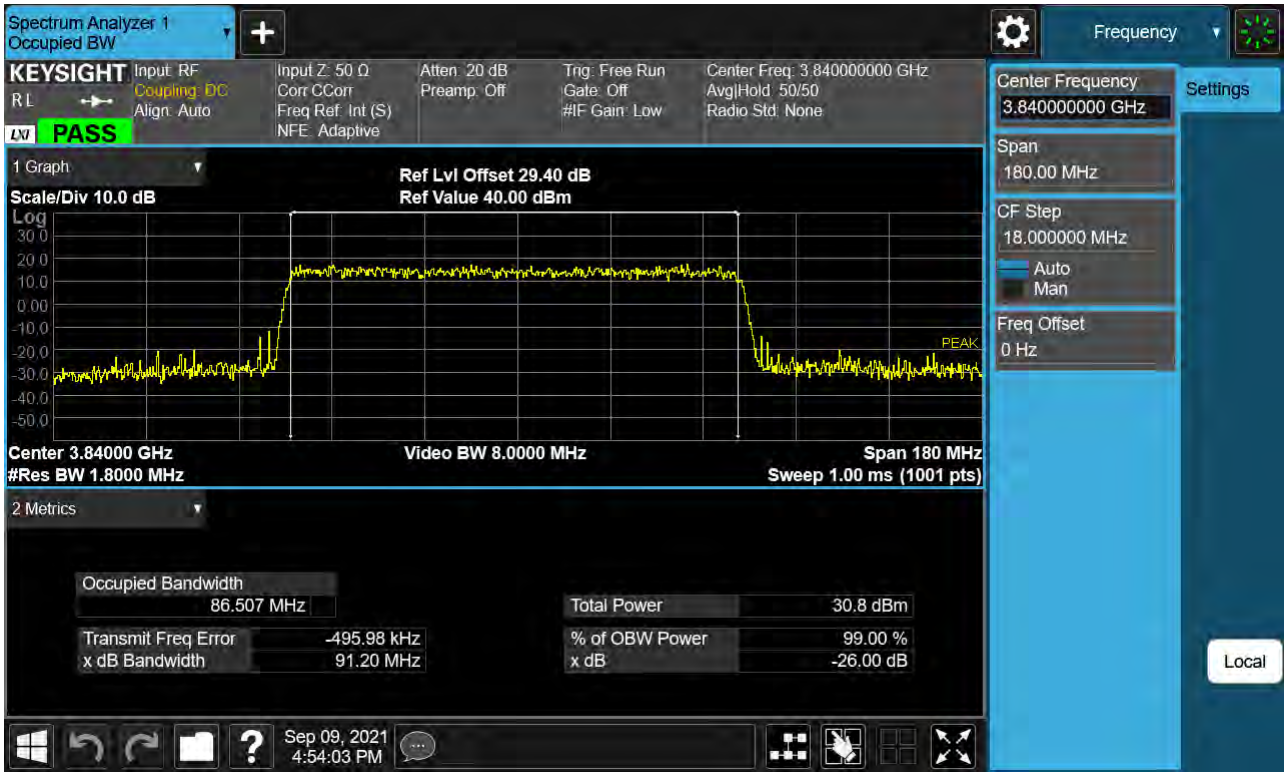 Spectrum Analyzer 1
Occupied BW
+
Frequency
KEYSIGHT
RL
LXI
PASS
Input: RF
Coupling: DC
Align: Auto
Input Z: 50 Ω
Corr CCorr
Freq Ref: Int (S)
NFE: Adaptive
Atten: 20 dB
Preamp: Off
Trig: Free Run
Gate: Off
#IF Gain: Low
Center Freq: 3.840000000 GHz
Avg|Hold: 50/50
Radio Std: None
Center Frequency
3.840000000 GHz
Settings
Span
180.00 MHz
CF Step
18.000000 MHz
Auto
Man
Freq Offset
0 Hz
1 Graph
Scale/Div 10.0 dB
Ref Lvl Offset 29.40 dB
Ref Value 40.00 dBm
Log
30.0
20.0
10.0
0.00
-10.0
-20.0
-30.0
-40.0
-50.0
PEAK
Center 3.84000 GHz
#Res BW 1.8000 MHz
Video BW 8.0000 MHz
Span 180 MHz
Sweep 1.00 ms (1001 pts)
2 Metrics
Occupied Bandwidth
86.507 MHz
Transmit Freq Error -495.98 kHz
x dB Bandwidth 91.20 MHz
Total Power 30.8 dBm
% of OBW Power 99.00 %
x dB -26.00 dB
Local
?
Sep 09, 2021
4:54:03 PM